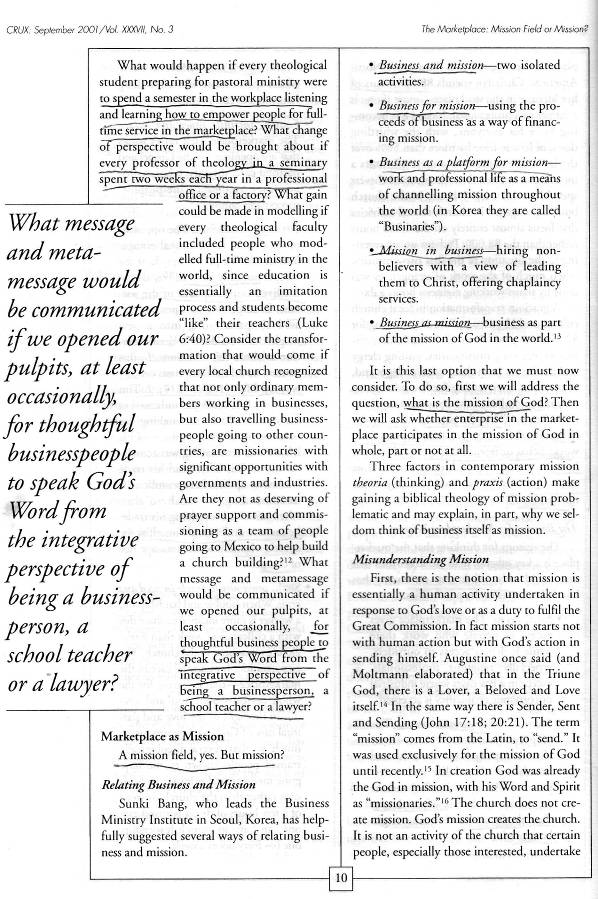 CRUX: September 2001/Vol. XXXVII, No. 3
The Marketplace: Mission Field or Mission?
What would happen if every theological
student preparing for pastoral ministry were
to spend a semester in the workplace listening
and learning how to empower people for full-
time service in the marketplace? What change
of perspective would be brought about if
every professor of theology in a seminary
spent two weeks each year in a professional
office or a factory? What gain
could be made in modelling if
every theological faculty
included people who mod-
elled full-time ministry in the
world, since education is
essentially an imitation
process and students become
"like" their teachers (Luke
6:40)? Consider the transfor-
mation that would come if
every local church recognized
that not only ordinary mem-
bers working in businesses,
but also travelling business-
people going to other coun-
tries, are missionaries with
significant opportunities with
governments and industries.
Are they not as deserving of
prayer support and commis-
sioning as a team of people
going to Mexico to help build
a church building?¹² What
message and metamessage
would be communicated if
we opened our pulpits, at
least occasionally, for
thoughtful business people to
speak God's Word from the
integrative perspective of
being a businessperson, a
school teacher or a lawyer?
What message
and meta-
message would
be communicated
if we opened our
pulpits, at least
occasionally,
for thoughtful
businesspeople
to speak God's
Word from
the integrative
perspective of
being a business-
person, a
school teacher
or a lawyer?
Marketplace as Mission
A mission field, yes. But mission?
Relating Business and Mission
Sunki Bang, who leads the Business
Ministry Institute in Seoul, Korea, has help-
fully suggested several ways of relating busi-
ness and mission.
• Business and mission—two isolated
activities.
• Business for mission—using the pro-
ceeds of business as a way of financ-
ing mission.
• Business as a platform for mission—
work and professional life as a means
of channelling mission throughout
the world (in Korea they are called
"Businaries").
• Mission in business—hiring non-
believers with a view of leading
them to Christ, offering chaplaincy
services.
• Business as mission—business as part
of the mission of God in the world.¹³
It is this last option that we must now
consider. To do so, first we will address the
question, what is the mission of God? Then
we will ask whether enterprise in the market-
place participates in the mission of God in
whole, part or not at all.
Three factors in contemporary mission
theoria (thinking) and praxis (action) make
gaining a biblical theology of mission prob-
lematic and may explain, in part, why we sel-
dom think of business itself as mission.
Misunderstanding Mission
First, there is the notion that mission is
essentially a human activity undertaken in
response to God's love or as a duty to fulfil the
Great Commission. In fact mission starts not
with human action but with God's action in
sending himself. Augustine once said (and
Moltmann elaborated) that in the Triune
God, there is a Lover, a Beloved and Love
itself.¹⁴ In the same way there is Sender, Sent
and Sending (John 17:18; 20:21). The term
"mission" comes from the Latin, to "send." It
was used exclusively for the mission of God
until recently.¹⁵ In creation God was already
the God in mission, with his Word and Spirit
as "missionaries."¹⁶ The church does not cre-
ate mission. God's mission creates the church.
It is not an activity of the church that certain
people, especially those interested, undertake
10